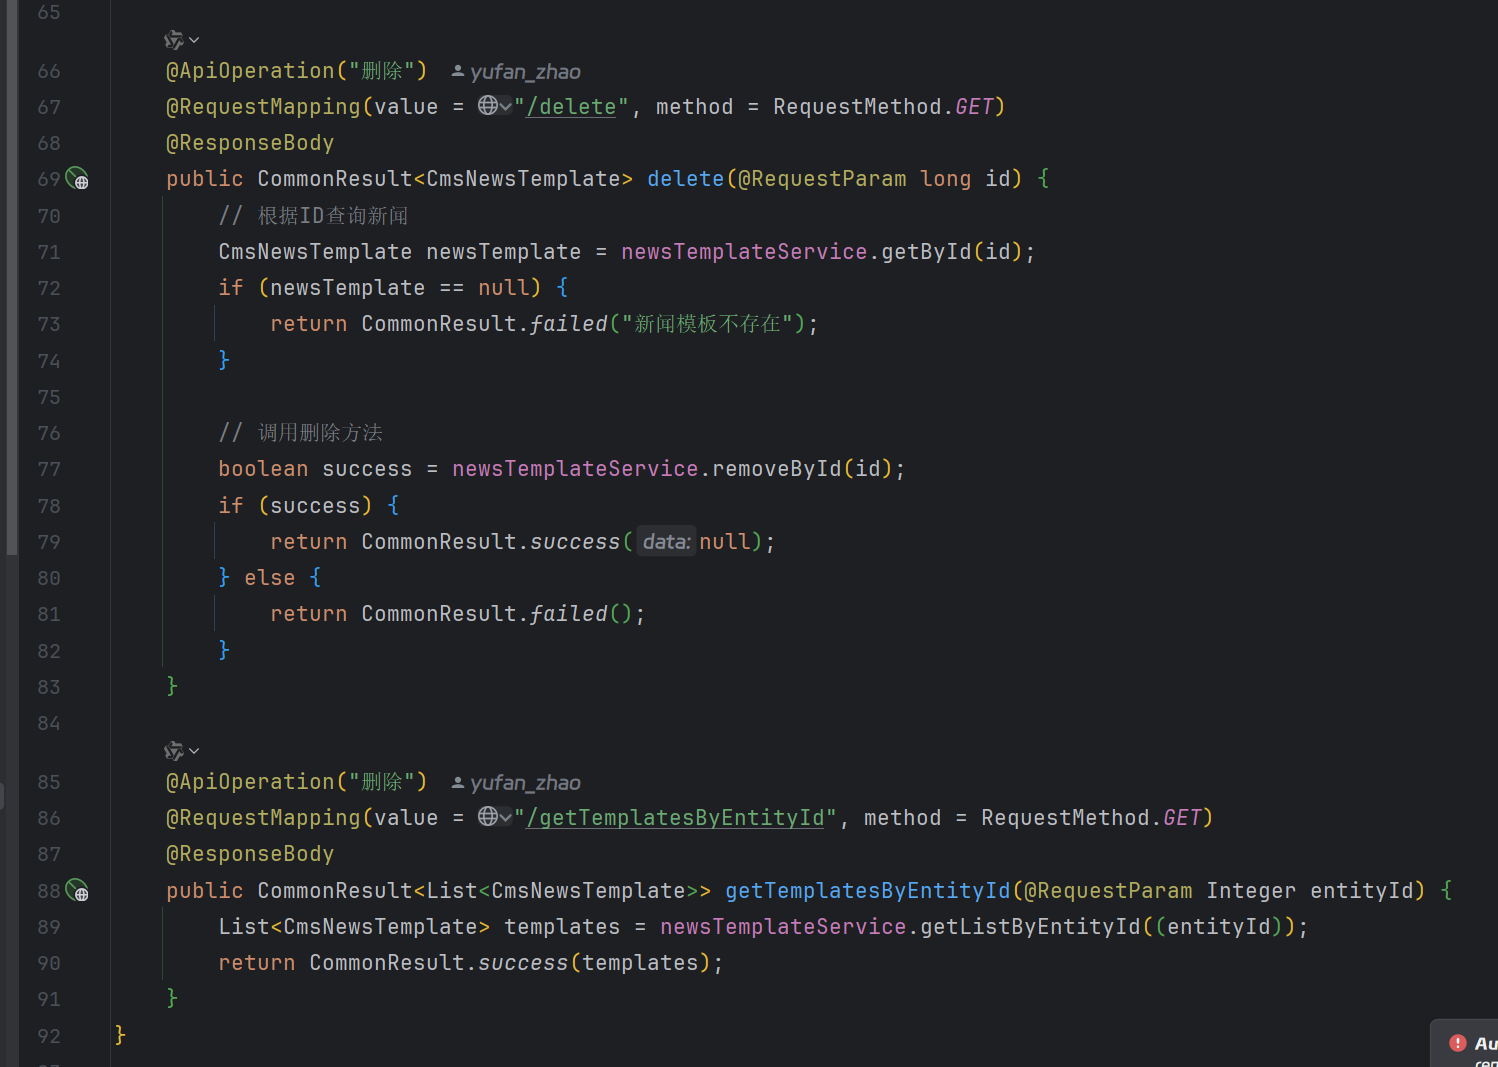 65
66 @ApiOperation("删除") yufan_zhao
67 @RequestMapping(value = "/delete", method = RequestMethod.GET)
68 @ResponseBody
69 public CommonResult<CmsNewsTemplate> delete(@RequestParam long id) {
70 // 根据ID查询新闻
71 CmsNewsTemplate newsTemplate = newsTemplateService.getById(id);
72 if (newsTemplate == null) {
73 return CommonResult.failed("新闻模板不存在");
74 }
75
76 // 调用删除方法
77 boolean success = newsTemplateService.removeById(id);
78 if (success) {
79 return CommonResult.success( data: null);
80 } else {
81 return CommonResult.failed();
82 }
83 }
84
85 @ApiOperation("删除") yufan_zhao
86 @RequestMapping(value = "/getTemplatesByEntityId", method = RequestMethod.GET)
87 @ResponseBody
88 public CommonResult<List<CmsNewsTemplate>> getTemplatesByEntityId(@RequestParam Integer entityId) {
89 List<CmsNewsTemplate> templates = newsTemplateService.getListByEntityId((entityId));
90 return CommonResult.success(templates);
91 }
92 }
Au